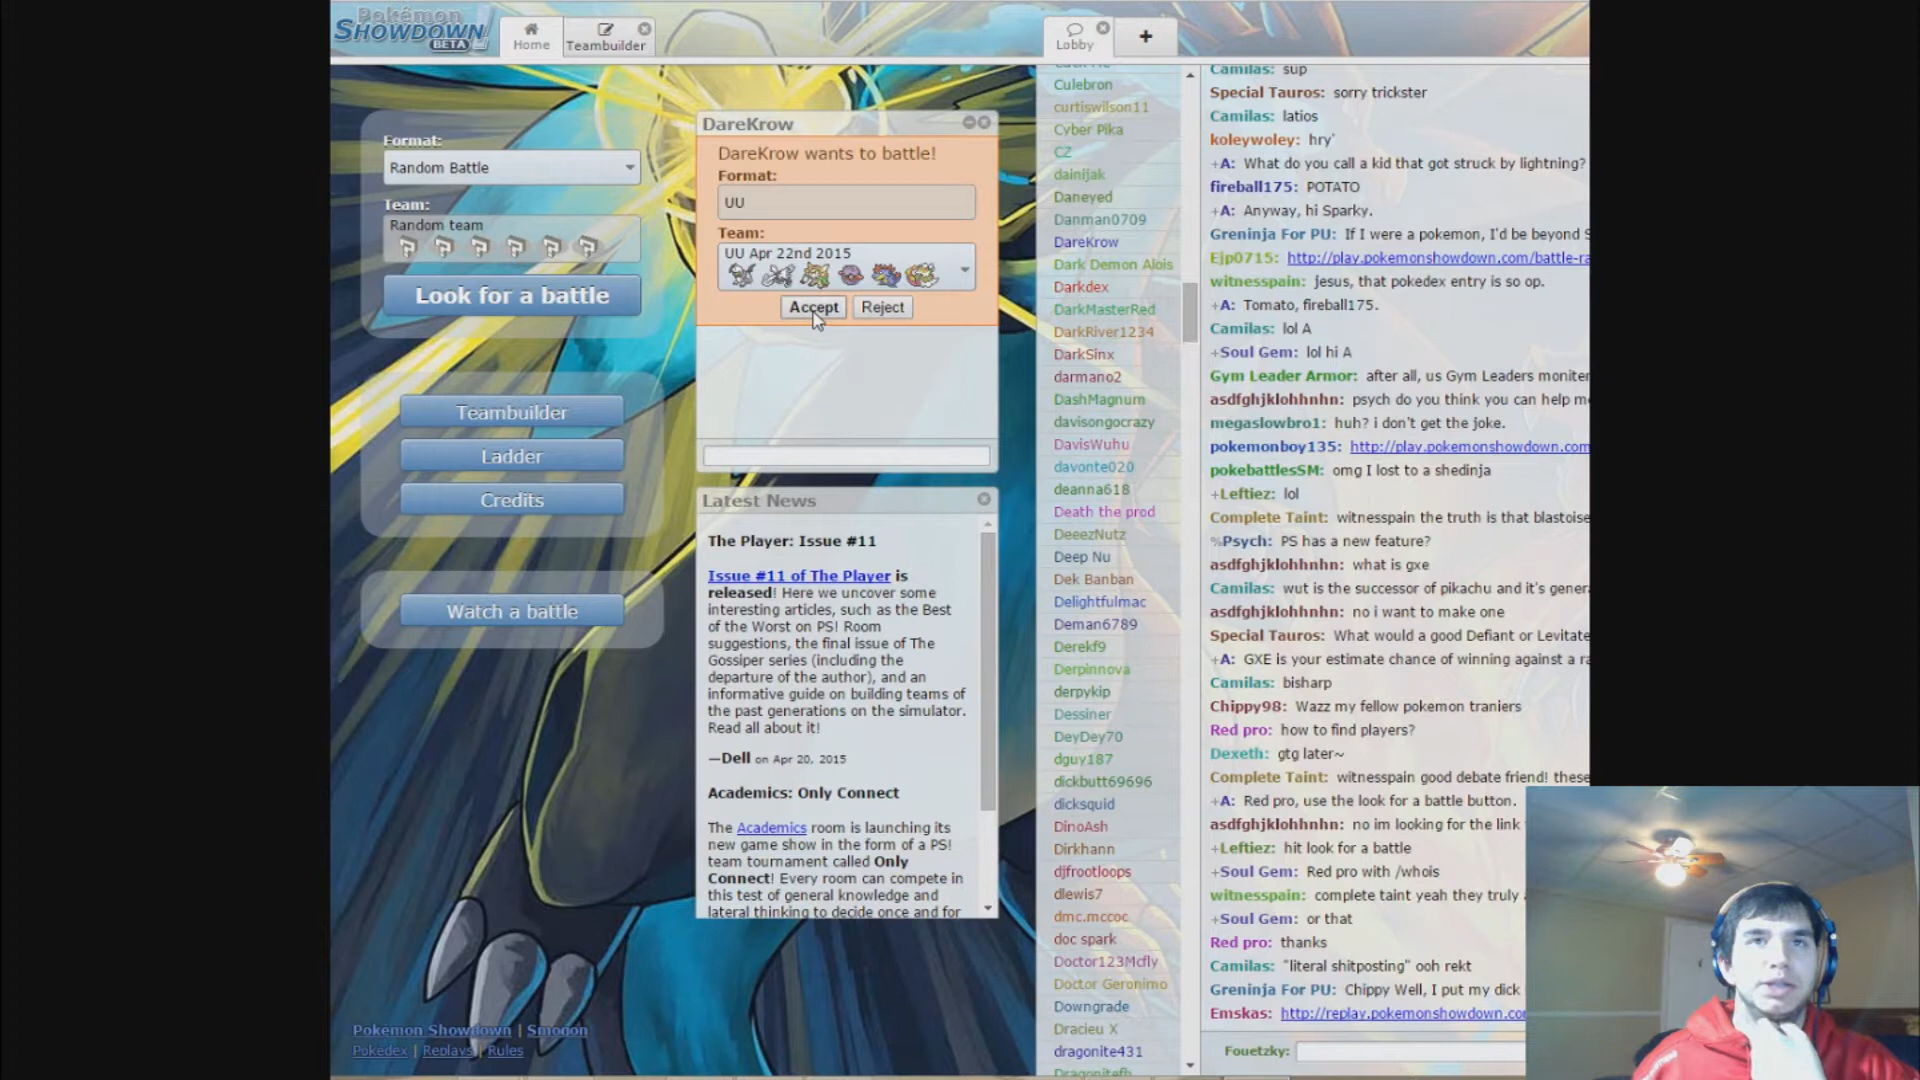 Pokémon
SHOWDOWN
BETA
Home
Teambuilder
Lobby
+
Format:
Random Battle
Team:
Random team
Look for a battle
Teambuilder
Ladder
Credits
Watch a battle
Pokemon Showdown | Smogon
Pokédex | Replays | Rules
DareKrow
DareKrow wants to battle!
Format:
UU
Team:
UU Apr 22nd 2015
Accept
Reject
Latest News
The Player: Issue #11
Issue #11 of The Player is
released! Here we uncover some
interesting articles, such as the Best
of the Worst on PS! Room
suggestions, the final issue of The
Gossiper series (including the
departure of the author), and an
informative guide on building teams of
the past generations on the simulator.
Read all about it!
—Dell on Apr 20, 2015
Academics: Only Connect
The Academics room is launching its
new game show in the form of a PS!
team tournament called Only
Connect! Every room can compete in
this test of general knowledge and
lateral thinking to decide once and for
Culebron
curtiswilson11
Cyber Pika
CZ
dainijak
Daneyed
Danman0709
DareKrow
Dark Demon Alois
Darkdex
DarkMasterRed
DarkRiver1234
DarkSinx
darmano2
DashMagnum
davisongocrazy
DavisWuhu
davonte020
deanna618
Death the prod
DeeezNutz
Deep Nu
Dek Banban
Delightfulmac
Deman6789
Derekf9
Derpinnova
derpykip
Dessiner
DeyDey70
dguy187
dickbutt69696
dicksquid
DinoAsh
Dirkhann
djfrootloops
dlewis7
dmc.mccoc
doc spark
Doctor123Mcfly
Doctor Geronimo
Downgrade
Dracieu X
dragonite431
Dragonitefb
Camilas: sup
Special Tauros: sorry trickster
Camilas: latios
koleywoley: hry'
+A: What do you call a kid that got struck by lightning?
fireball175: POTATO
+A: Anyway, hi Sparky.
Greninja For PU: If I were a pokemon, I'd be beyond S
Ejp0715: http://play.pokemonshowdown.com/battle-ra
witnesspain: jesus, that pokedex entry is so op.
+A: Tomato, fireball175.
Camilas: lol A
+Soul Gem: lol hi A
Gym Leader Armor: after all, us Gym Leaders moniter
asdfghjklohhnhn: psych do you think you can help me
megaslowbro1: huh? i don't get the joke.
pokemonboy135: http://play.pokemonshowdown.com
pokebattlesSM: omg I lost to a shedinja
+Leftiez: lol
Complete Taint: witnesspain the truth is that blastoise
%Psych: PS has a new feature?
asdfghjklohhnhn: what is gxe
Camilas: wut is the successor of pikachu and it's genera
asdfghjklohhnhn: no i want to make one
Special Tauros: What would a good Defiant or Levitate
+A: GXE is your estimate chance of winning against a ra
Camilas: bisharp
Chippy98: Wazz my fellow pokemon traniers
Red pro: how to find players?
Dexeth: gtg later~
Complete Taint: witnesspain good debate friend! these
+A: Red pro, use the look for a battle button.
asdfghjklohhnhn: no im looking for the link
+Leftiez: hit look for a battle
+Soul Gem: Red pro with /whois
witnesspain: complete taint yeah they truly
+Soul Gem: or that
Red pro: thanks
Camilas: "literal shitposting" ooh rekt
Greninja For PU: Chippy Well, I put my dick
Emskas: http://replay.pokemonshowdown.co
Fouetzky: